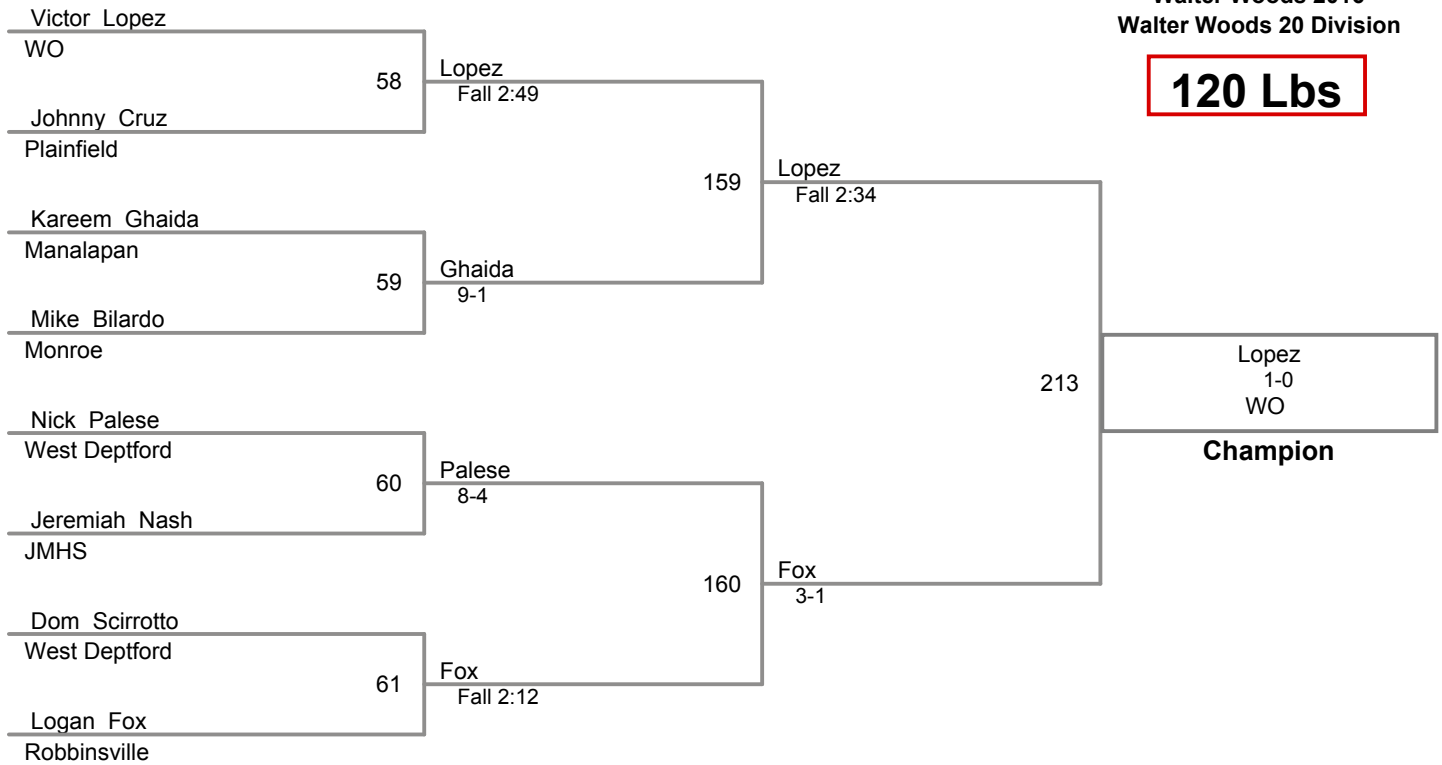 Walter Woods 20 Division
120 Lbs
Victor Lopez
WO
58
Lopez
Fall 2:49
Johnny Cruz
Plainfield
159
Lopez
Fall 2:34
Kareem Ghaida
Manalapan
59
Ghaida
9-1
Mike Bilardo
Monroe
213
Lopez
1-0
WO
Champion
Nick Palese
West Deptford
60
Palese
8-4
Jeremiah Nash
JMHS
160
Fox
3-1
Dom Scirrotto
West Deptford
61
Fox
Fall 2:12
Logan Fox
Robbinsville